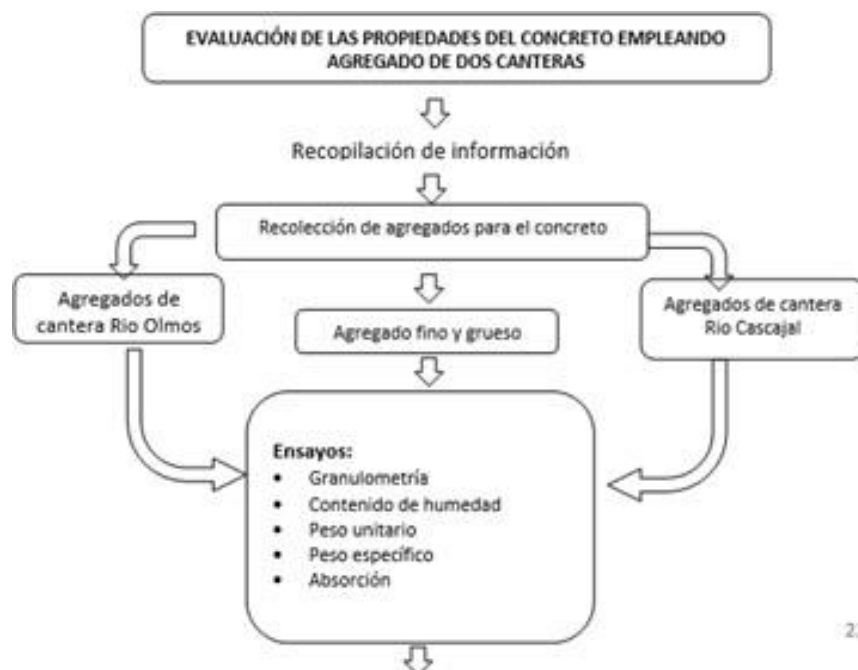 EVALUACIÓN DE LAS PROPIEDADES DEL CONCRETO EMPLEANDO
AGREGADO DE DOS CANTERAS
Recopilación de información
Recolección de agregados para el concreto
Agregados de
cantera Rio Olmos
Agregado fino y grueso
Agregados de cantera
Rio Cascajal
Ensayos:
• Granulometría
• Contenido de humedad
• Peso unitario
• Peso específico
• Absorción